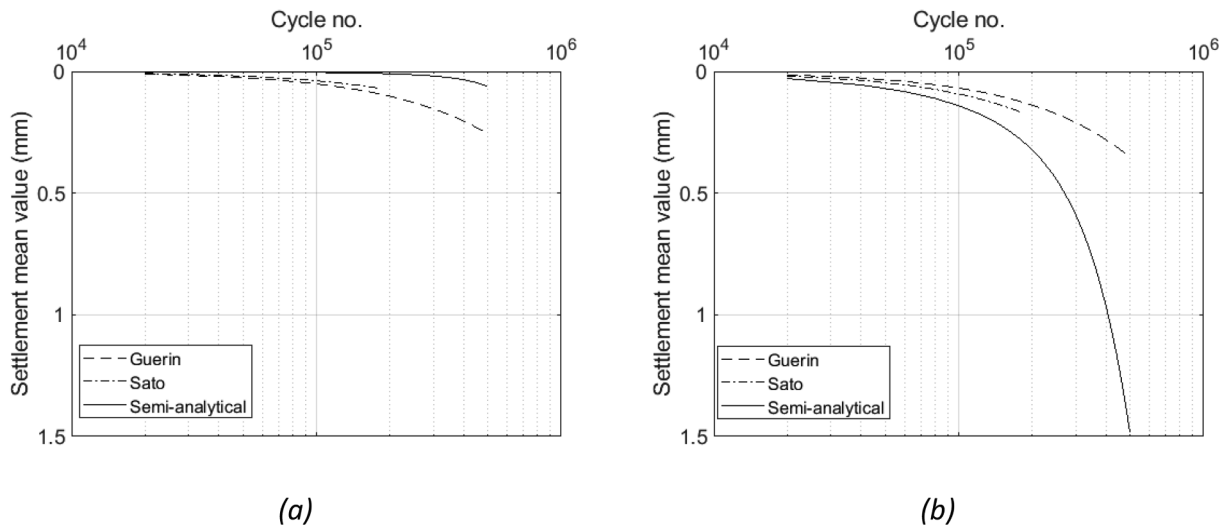 Cycle no.
10^4 10^5 10^6
0
0.5
1
1.5
Settlement mean value (mm)
Guerin
Sato
Semi-analytical
(a)
Cycle no.
10^4 10^5 10^6
0
0.5
1
1.5
Settlement mean value (mm)
Guerin
Sato
Semi-analytical
(b)